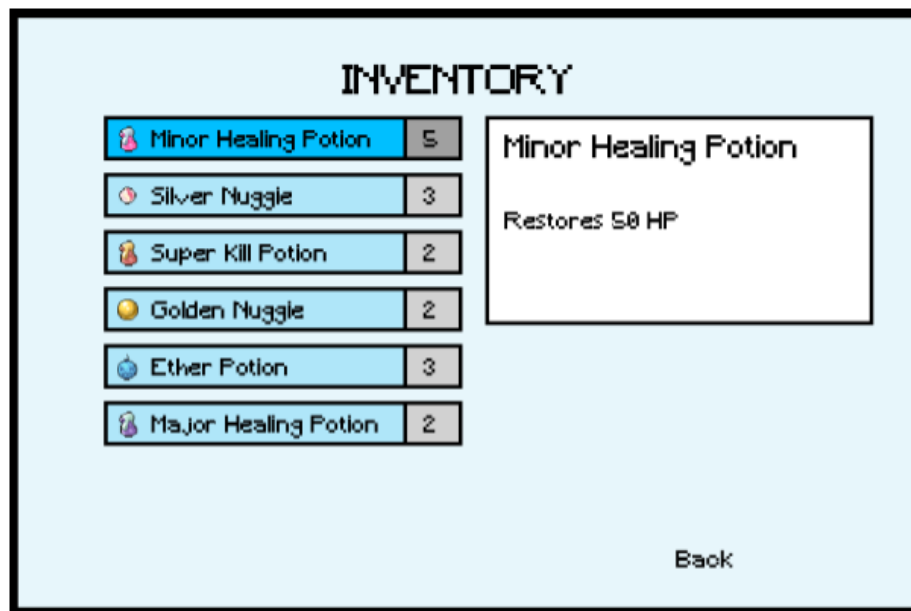 INVENTORY
Minor Healing Potion 5
Silver Nuggie 3
Super Kill Potion 2
Golden Nuggie 2
Ether Potion 3
Major Healing Potion 2
Minor Healing Potion
Restores 50 HP
Back